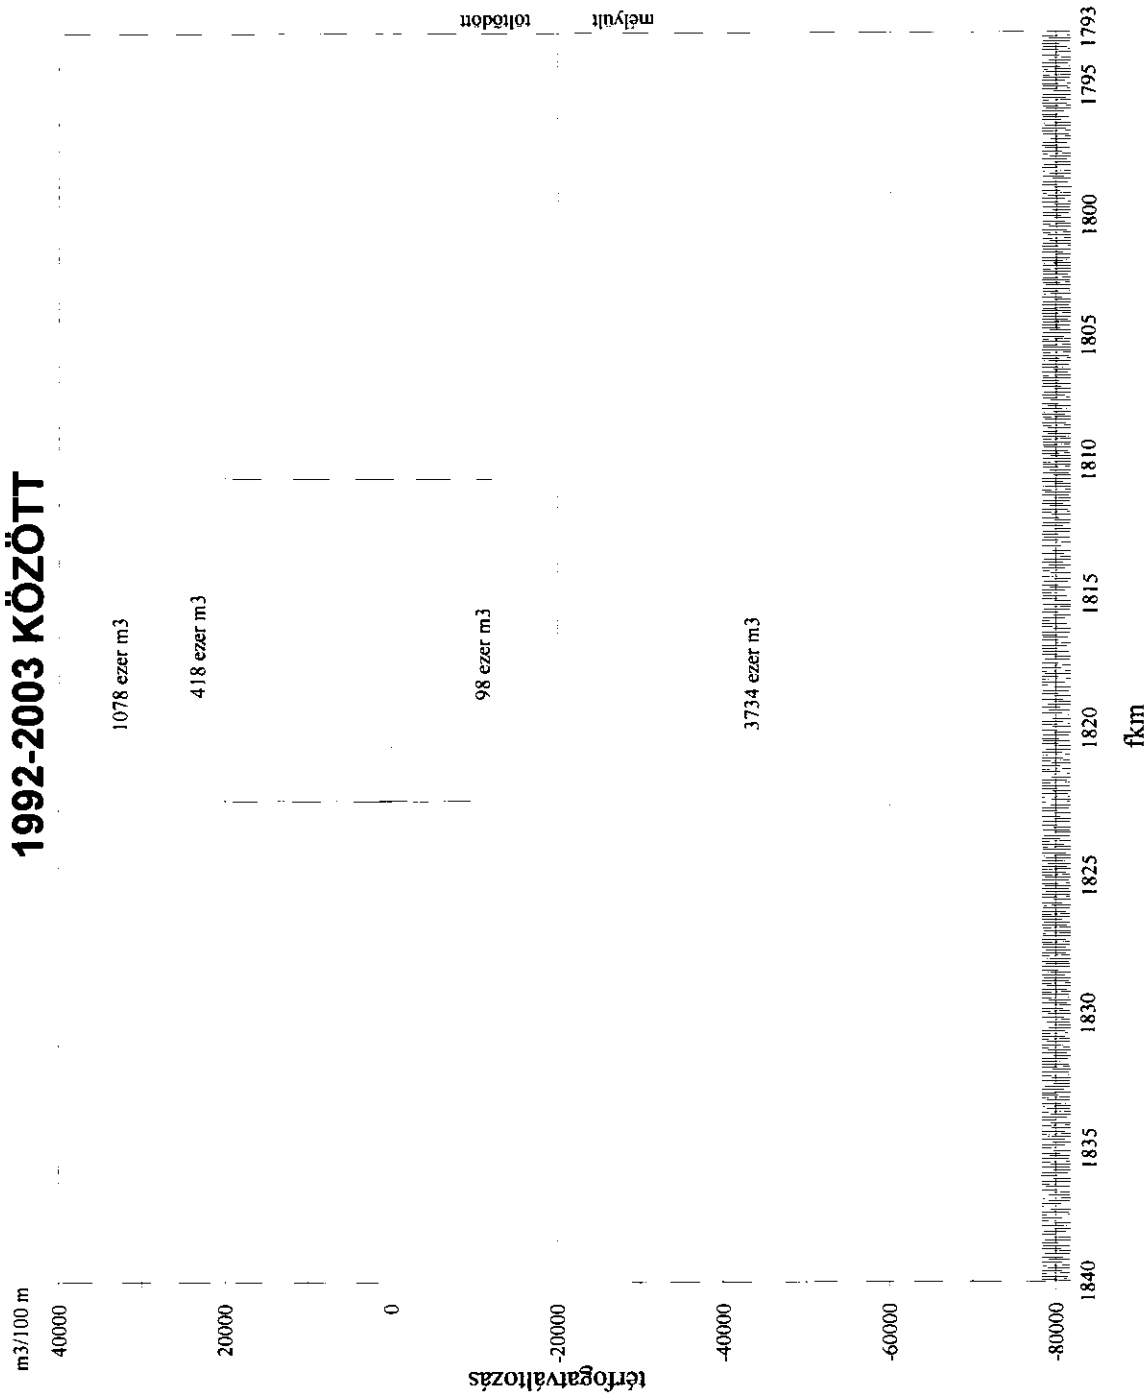 1992-2003 KÖZÖTT
m3/100 m
40000
20000
0
-20000
-40000
-60000
-80000
térfogatváltozás
1078 ezer m3
418 ezer m3
98 ezer m3
3734 ezer m3
töltődött
mélyült
1840
1835
1830
1825
1820
1815
1810
1805
1800
1795
1793
fkm